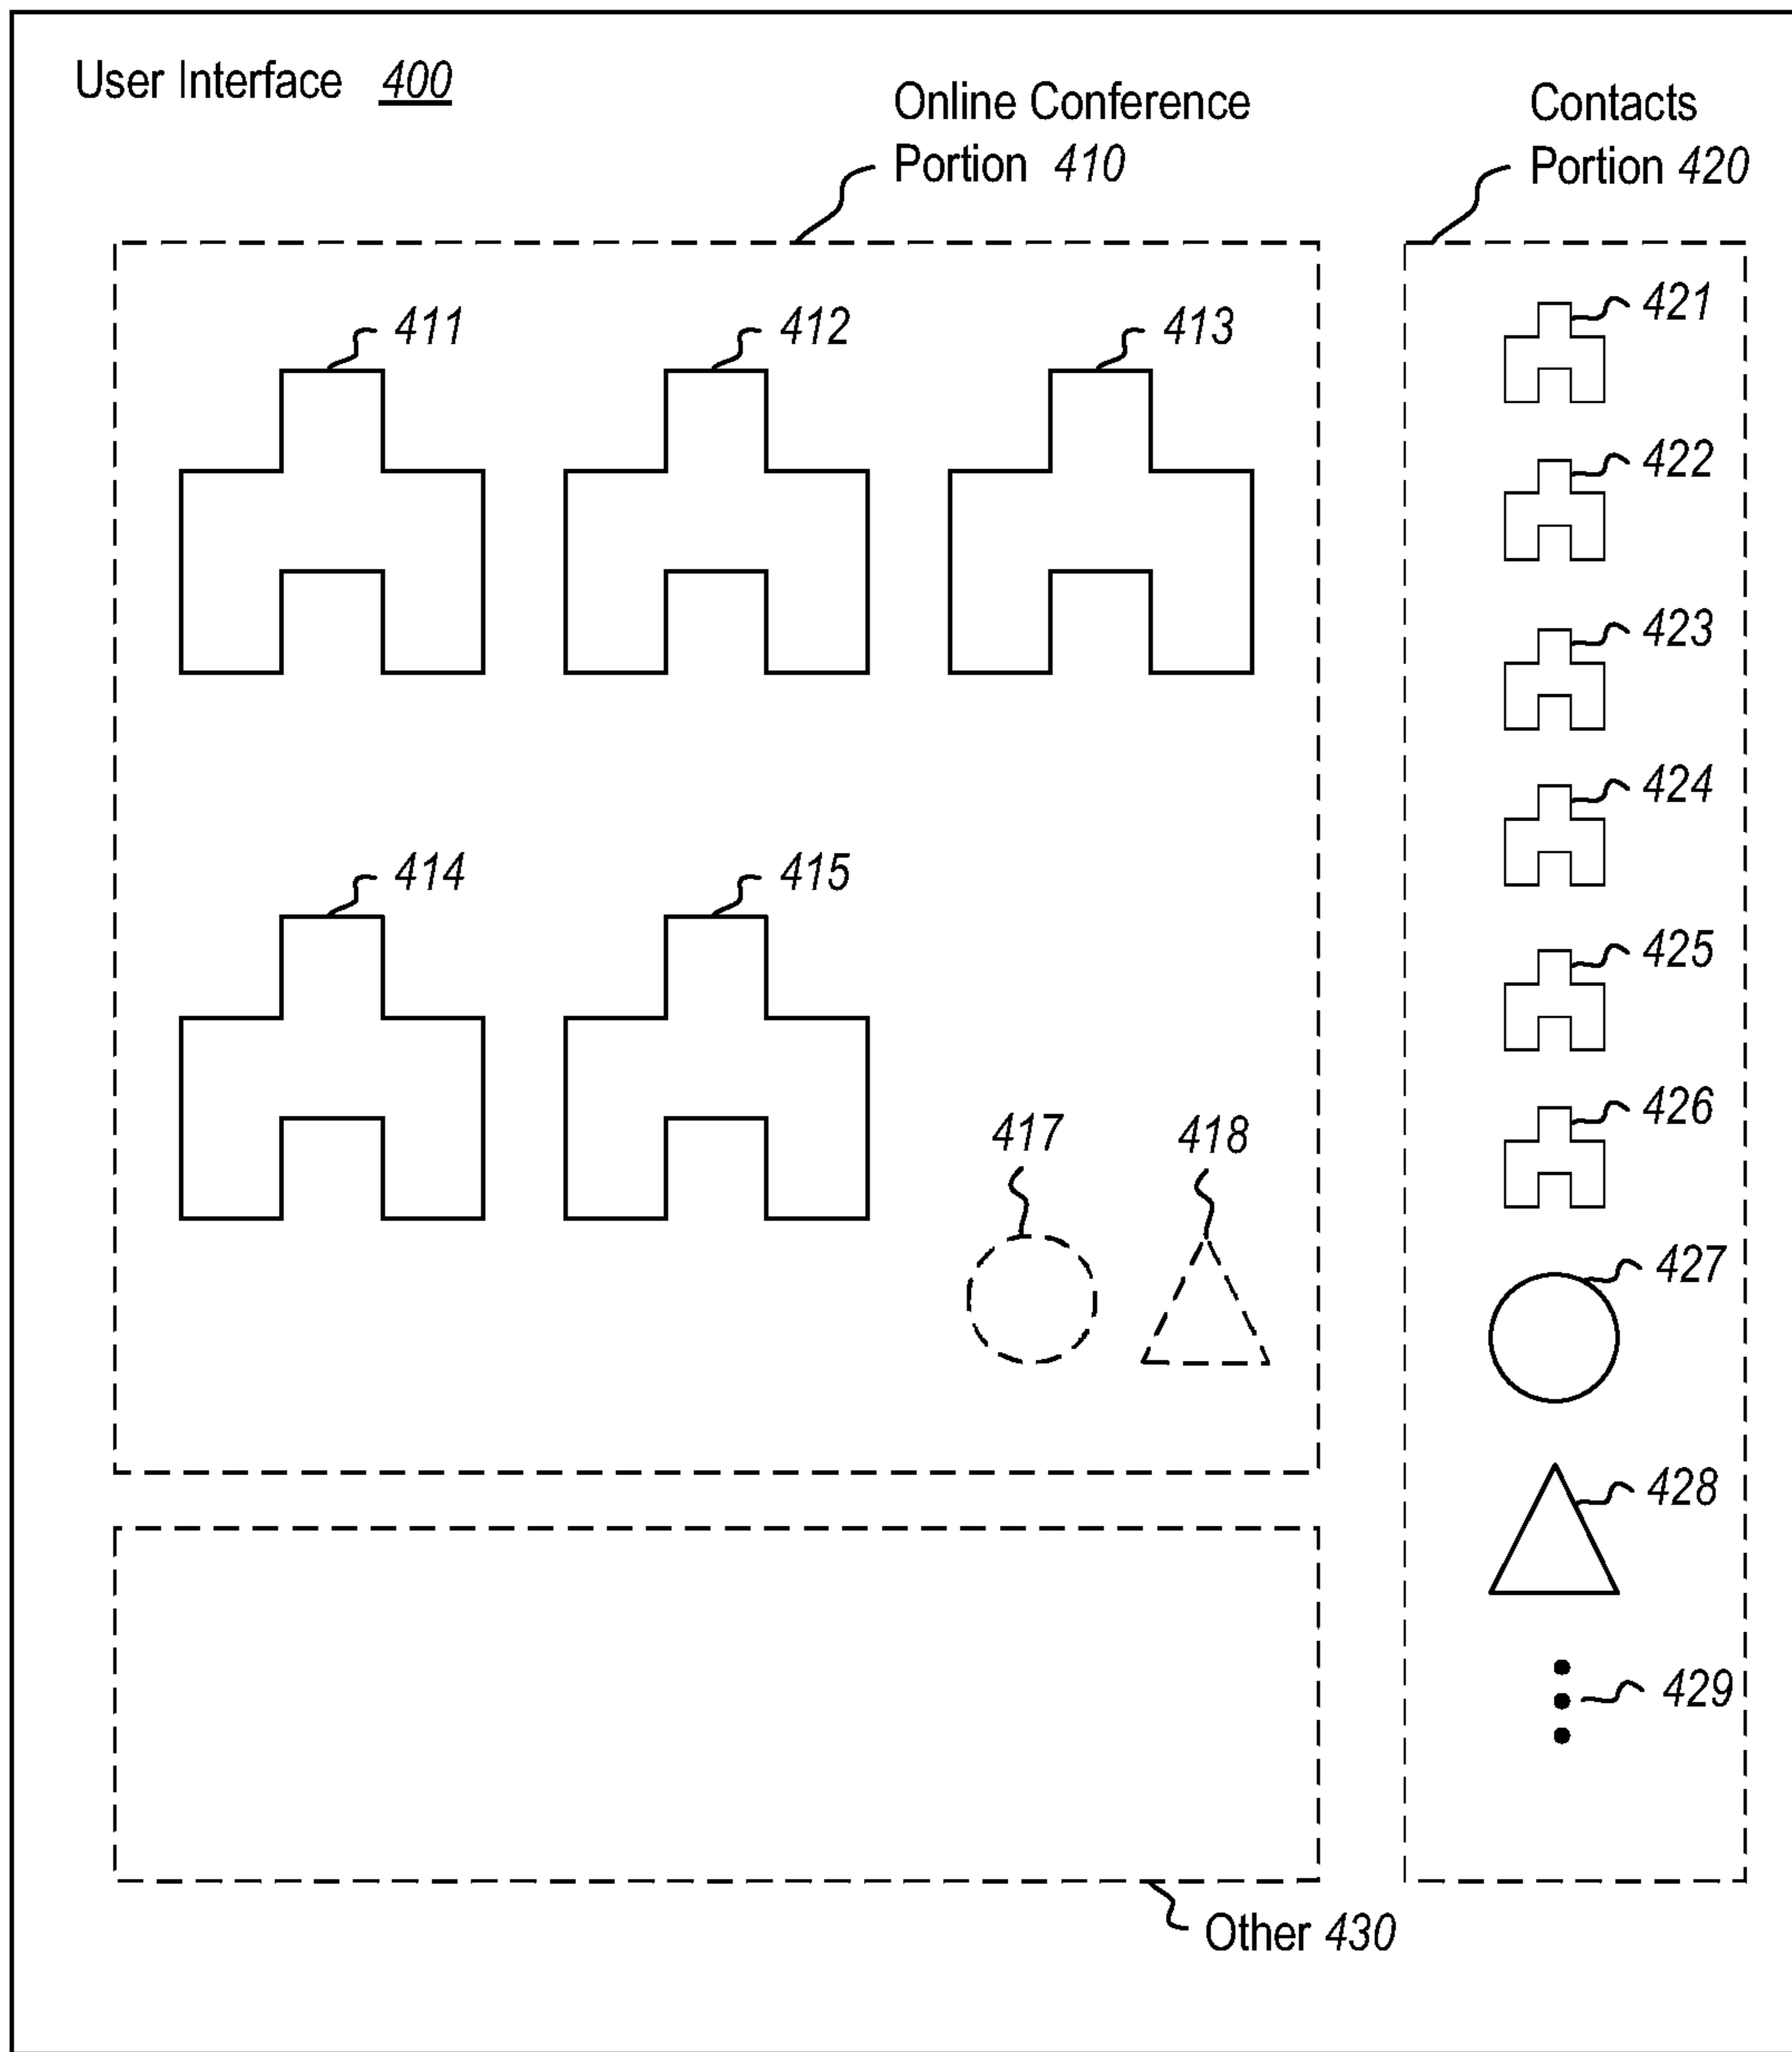 User Interface 400
Online Conference
Portion 410
Contacts
Portion 420
411
412
413
414
415
417
418
421
422
423
424
425
426
427
428
429
Other 430